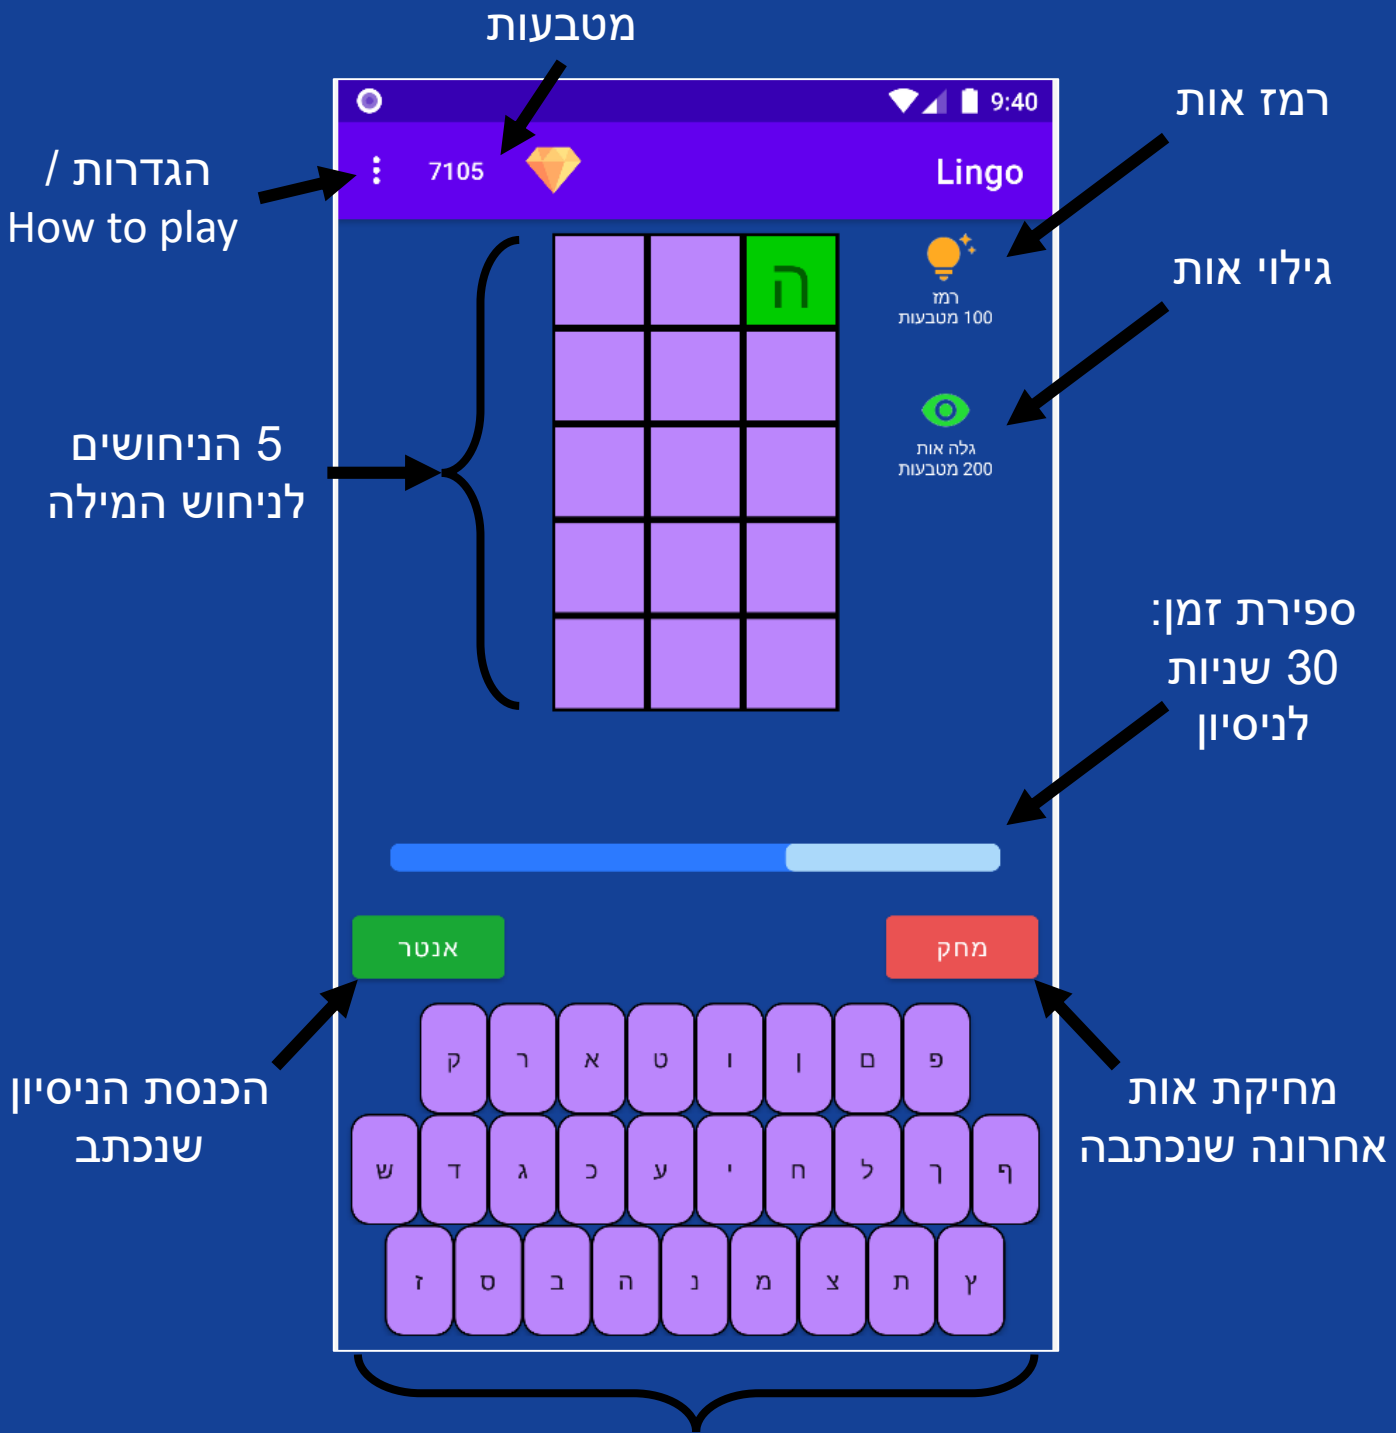 מטבעות
רמז אות
הגדרות /
How to play
גילוי אות
5 הניחושים
לניחוש המילה
ספירת זמן:
30 שניות
לניסיון
9:40
7105
Lingo
ה
רמז
100 מטבעות
גלה אות
200 מטבעות
אנטר
מחק
ק ר א ט ו ן ם פ
ש ד ג כ ע י ח ל ך ף
ז ס ב ה נ מ צ ת ץ
הכנסת הניסיון
שנכתב
מחיקת אות
אחרונה שנכתבה